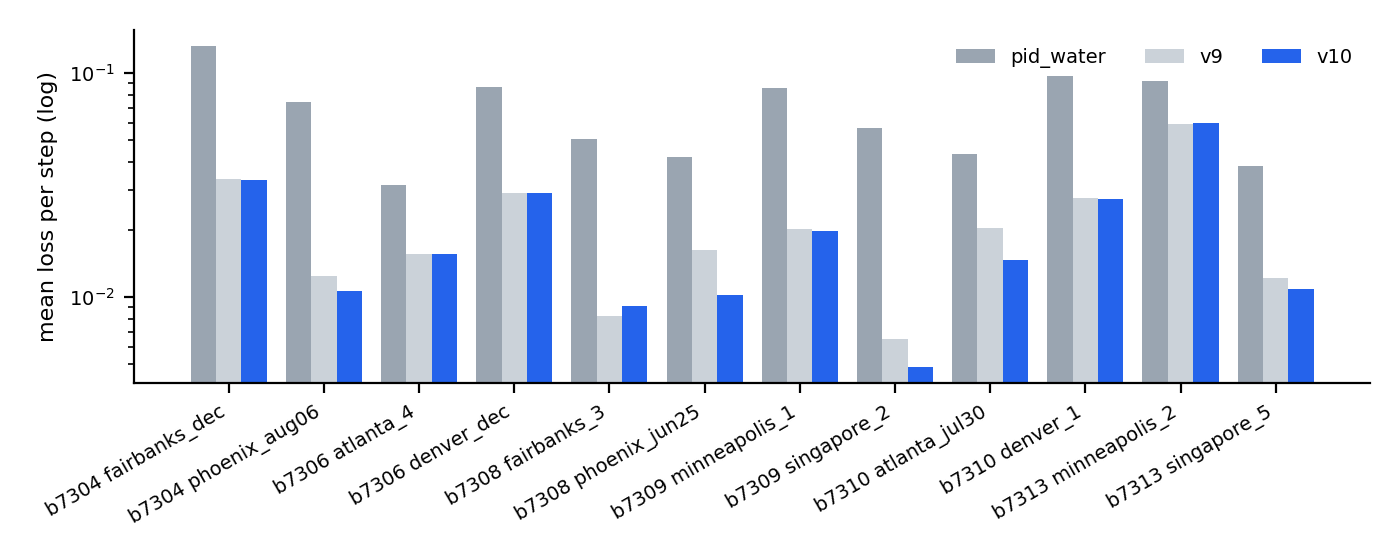 mean loss per step (log)
10⁻¹
10⁻²
pid_water
v9
v10
b7304 fairbanks_dec
b7304 phoenix_aug06
b7306 atlanta_4
b7306 denver_dec
b7308 fairbanks_3
b7308 phoenix_jun25
b7309 minneapolis_1
b7309 singapore_2
b7310 atlanta_jul30
b7310 denver_1
b7313 minneapolis_2
b7313 singapore_5